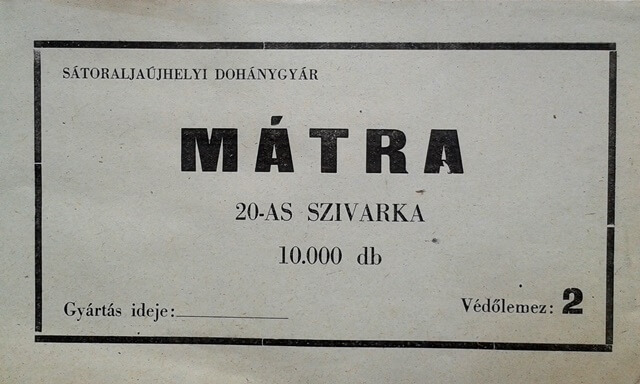 SÁTORALJAÚJHELYI DOHÁNYGYÁR
MÁTRA
20-AS SZIVARKA
10.000 db
Gyártás ideje:
Védőlemez: 2